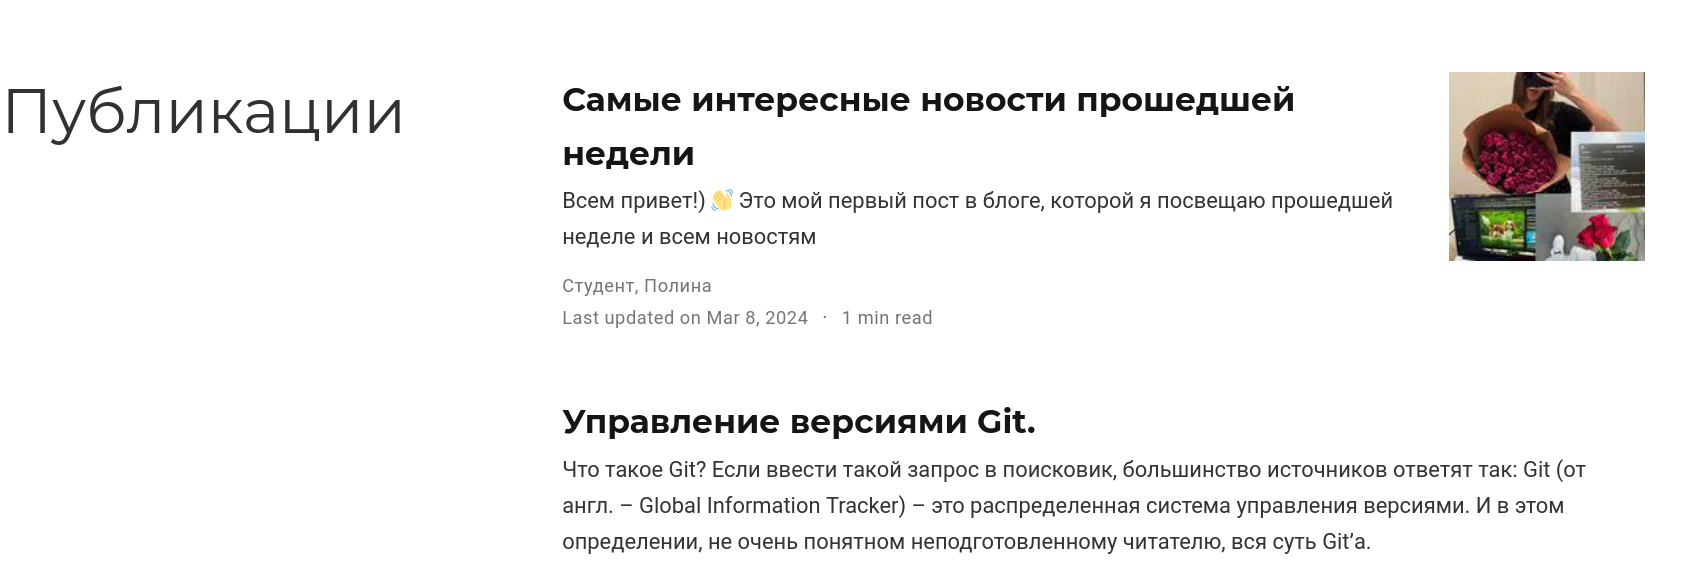 Публикации
Самые интересные новости прошедшей
недели
Всем привет!) 👋 Это мой первый пост в блоге, которой я посвещаю прошедшей
неделе и всем новостям
Студент, Полина
Last updated on Mar 8, 2024 · 1 min read
Управление версиями Git.
Что такое Git? Если ввести такой запрос в поисковик, большинство источников ответят так: Git (от
англ. – Global Information Tracker) – это распределенная система управления версиями. И в этом
определении, не очень понятном неподготовленному читателю, вся суть Git’а.